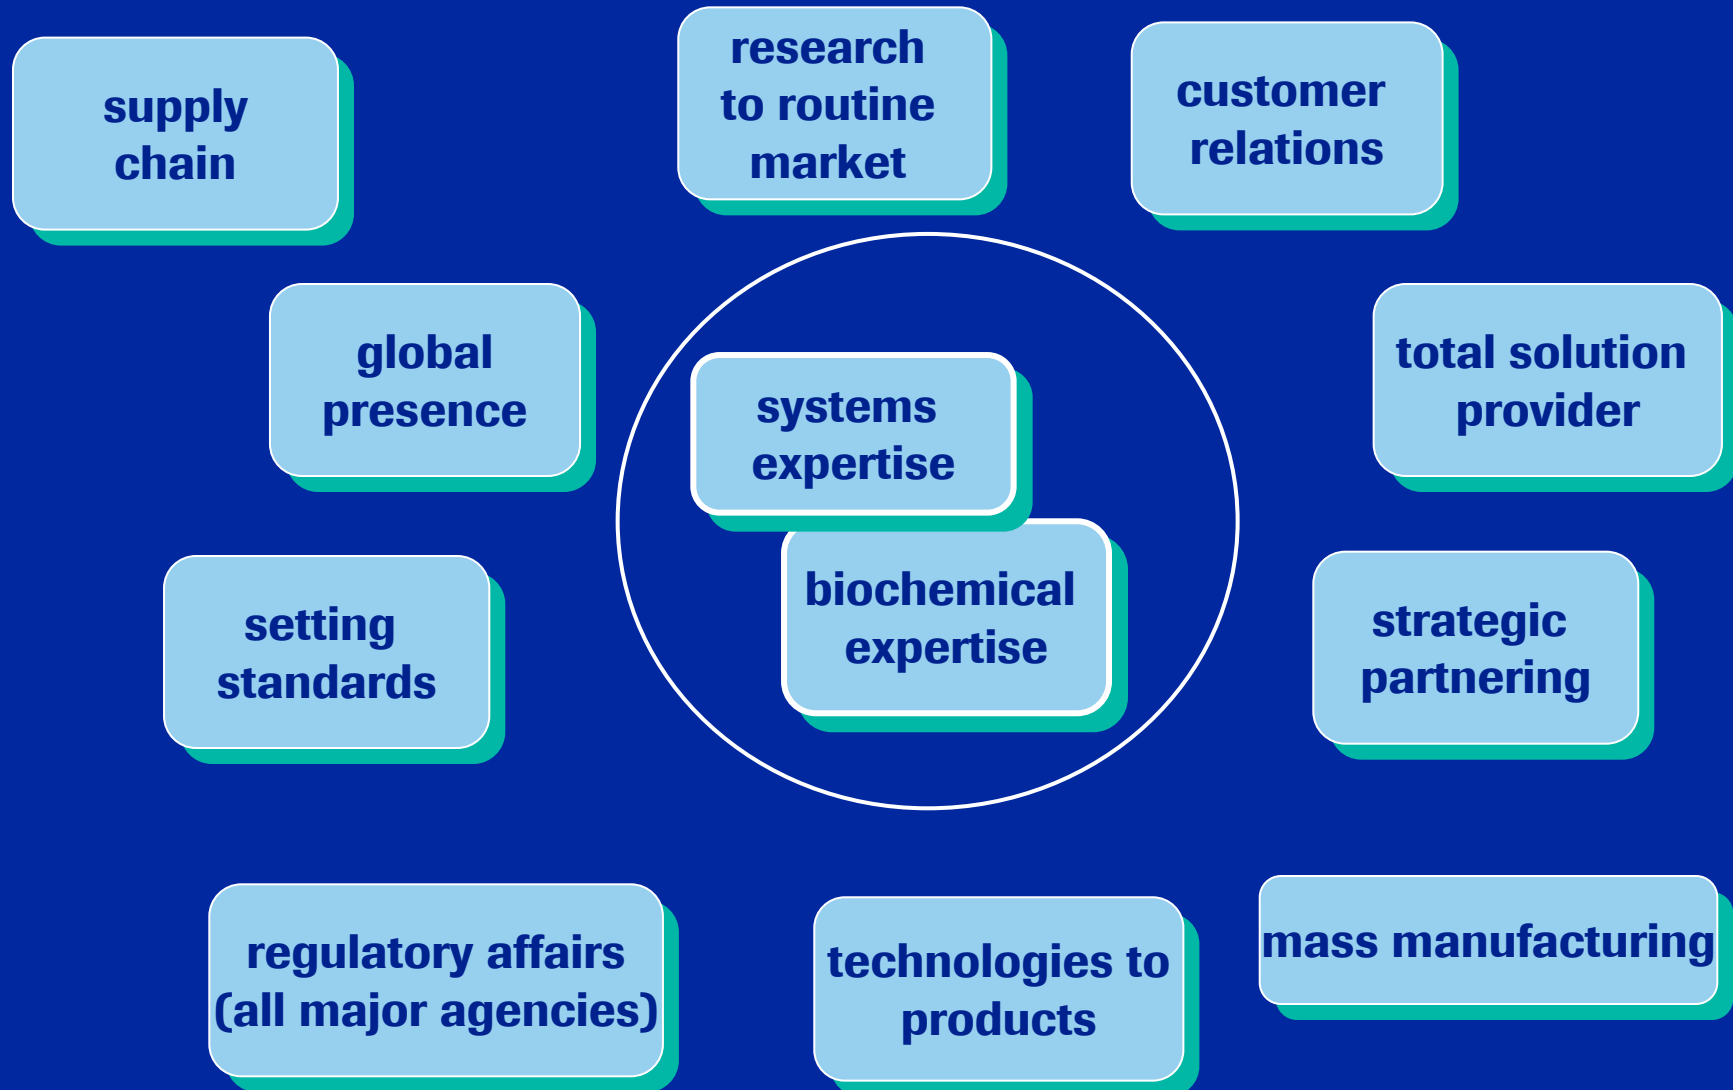 supply
chain
research
to routine
market
customer
relations
global
presence
systems
expertise
total solution
provider
biochemical
expertise
setting
standards
strategic
partnering
regulatory affairs
(all major agencies)
technologies to
products
mass manufacturing